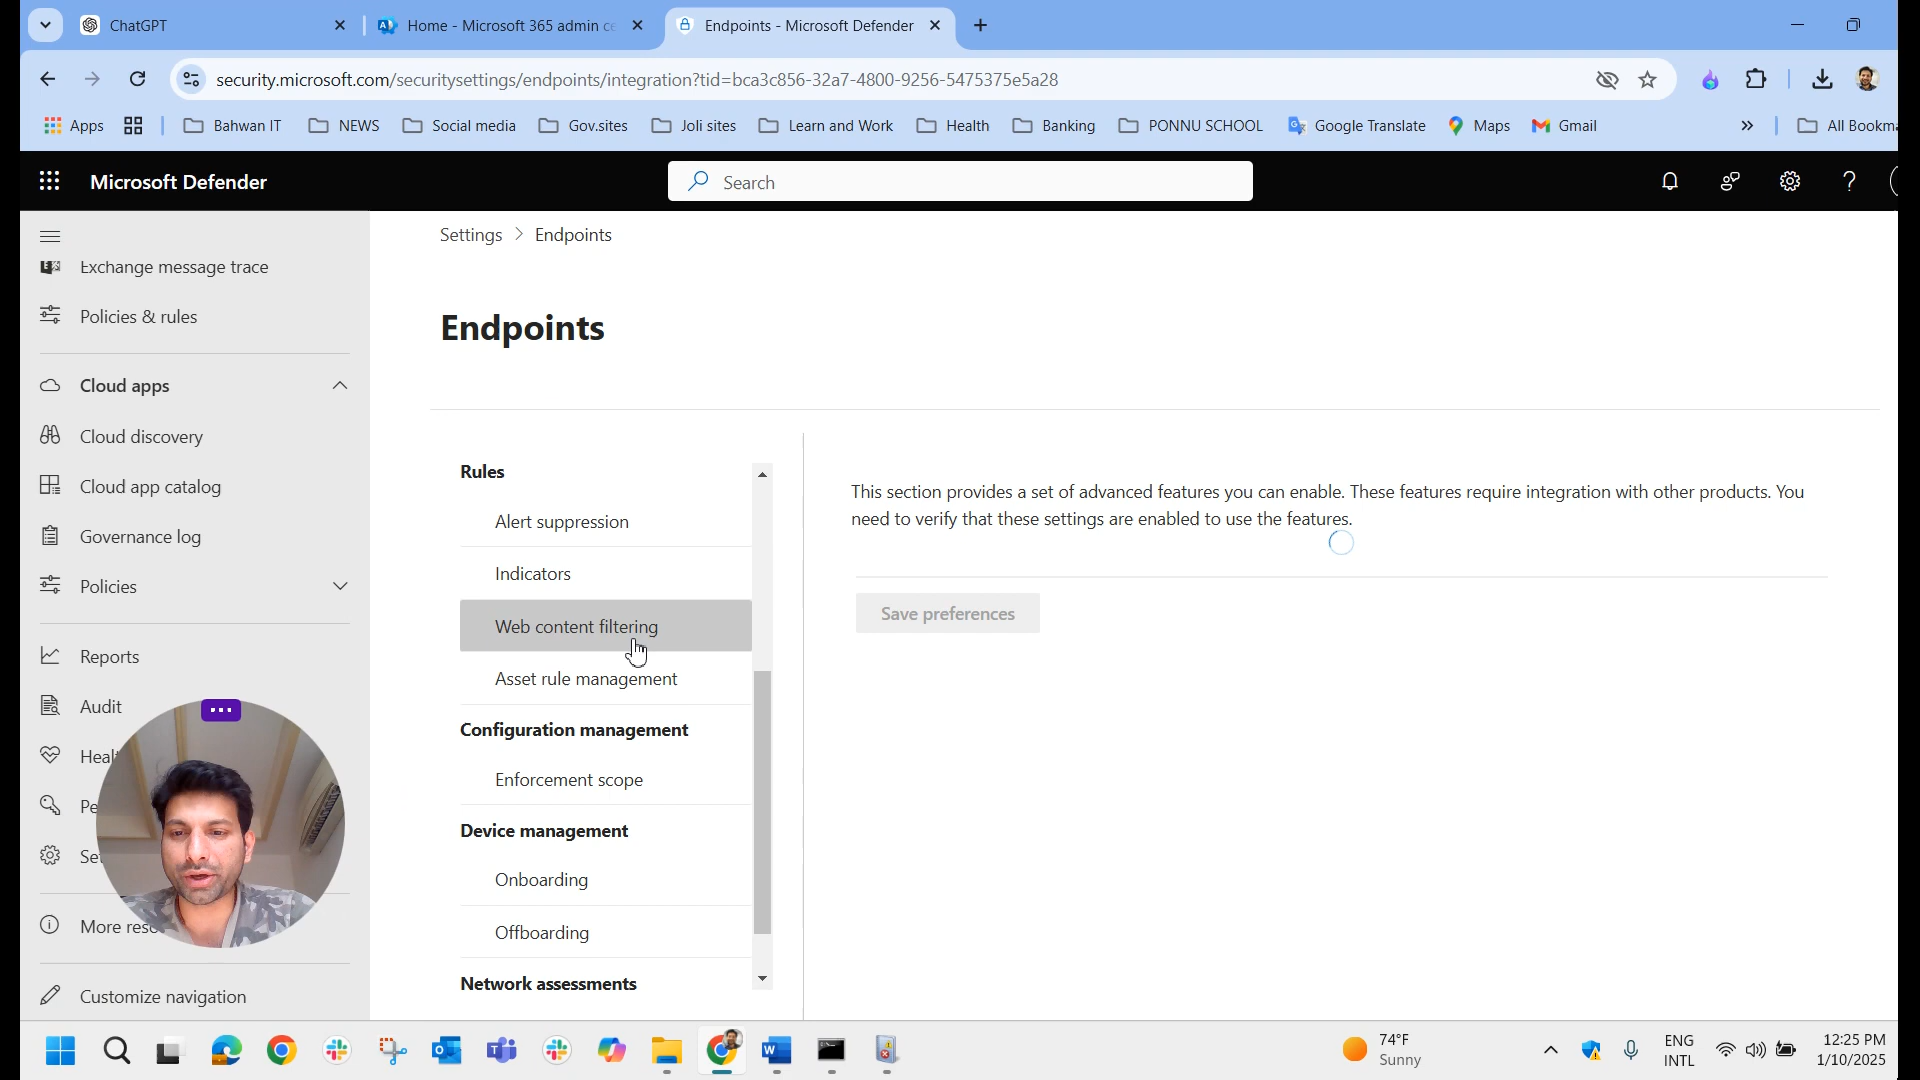 ChatGPT
Home - Microsoft 365 admin ce
Endpoints - Microsoft Defender
security.microsoft.com/securitysettings/endpoints/integration?tid=bca3c856-32a7-4800-9256-5475375e5a28
Apps
Bahwan IT
NEWS
Social media
Gov.sites
Joli sites
Learn and Work
Health
Banking
PONNU SCHOOL
Google Translate
Maps
Gmail
All Bookma
Microsoft Defender
Search
Exchange message trace
Policies & rules
Cloud apps
Cloud discovery
Cloud app catalog
Governance log
Policies
Reports
Audit
Heal
Pe
Set
More reso
Customize navigation
Settings > Endpoints
Endpoints
Rules
Alert suppression
Indicators
Web content filtering
Asset rule management
Configuration management
Enforcement scope
Device management
Onboarding
Offboarding
Network assessments
This section provides a set of advanced features you can enable. These features require integration with other products. You
need to verify that these settings are enabled to use the features.
Save preferences
74°F
Sunny
ENG
INTL
12:25 PM
1/10/2025